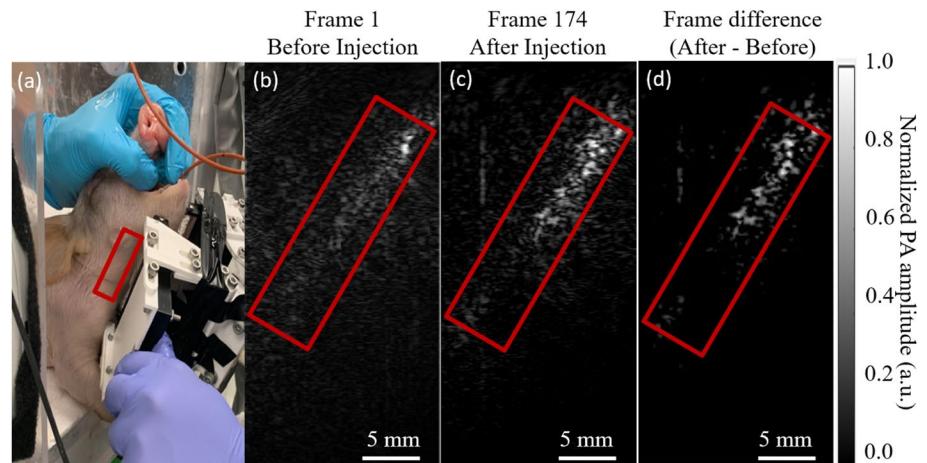 Frame 1
Before Injection
Frame 174
After Injection
Frame difference
(After - Before)
(a)
(b)
(c)
(d)
1.0
0.8
0.6
0.4
0.2
0.0
Normalized PA amplitude (a.u.)
5 mm
5 mm
5 mm